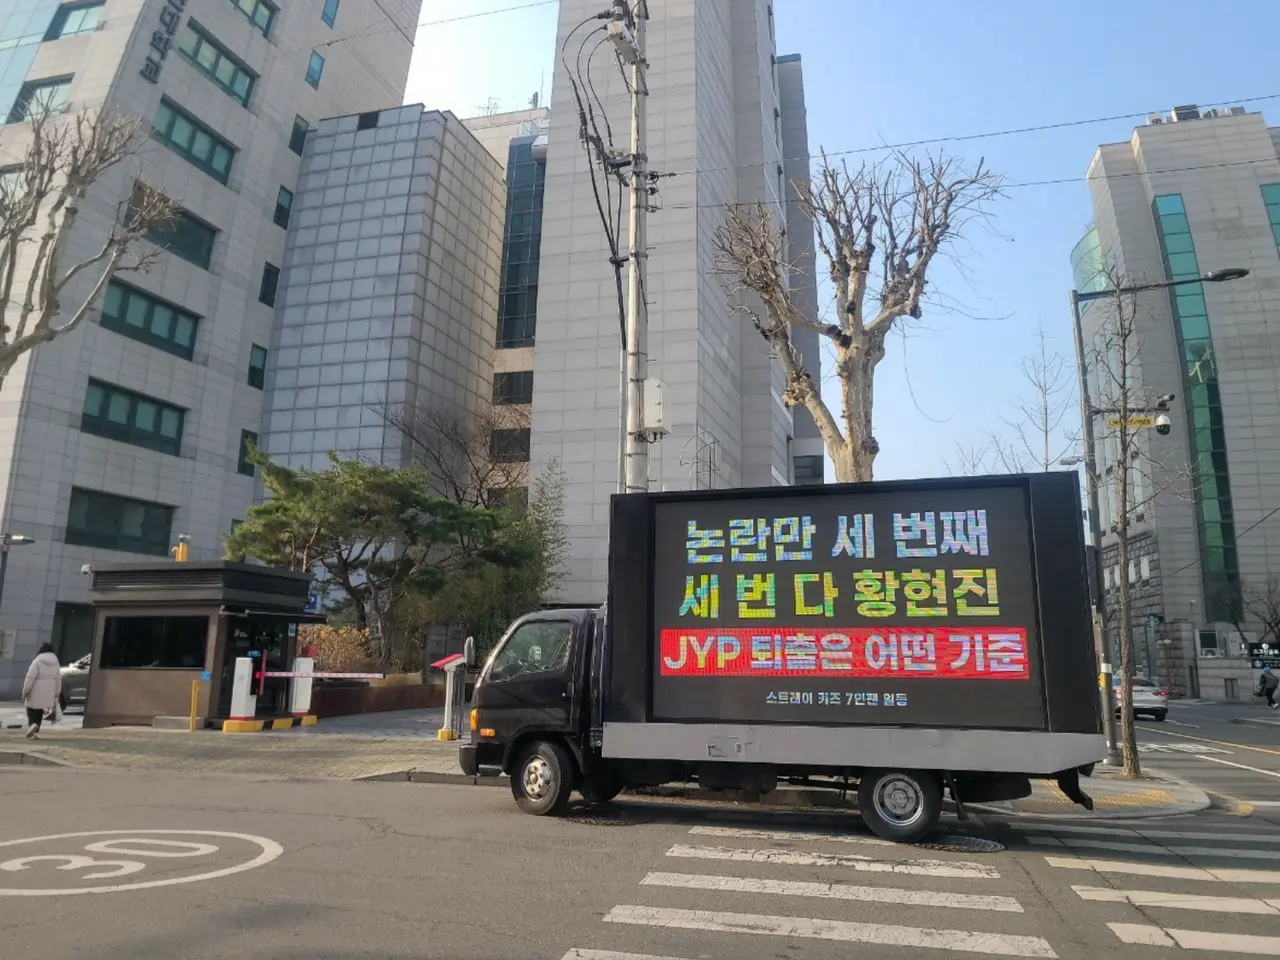 논란만 세 번째
세 번 다 황현진
JYP 퇴출은 어떤 기준
스트레이 키즈 7인팬 일동
30